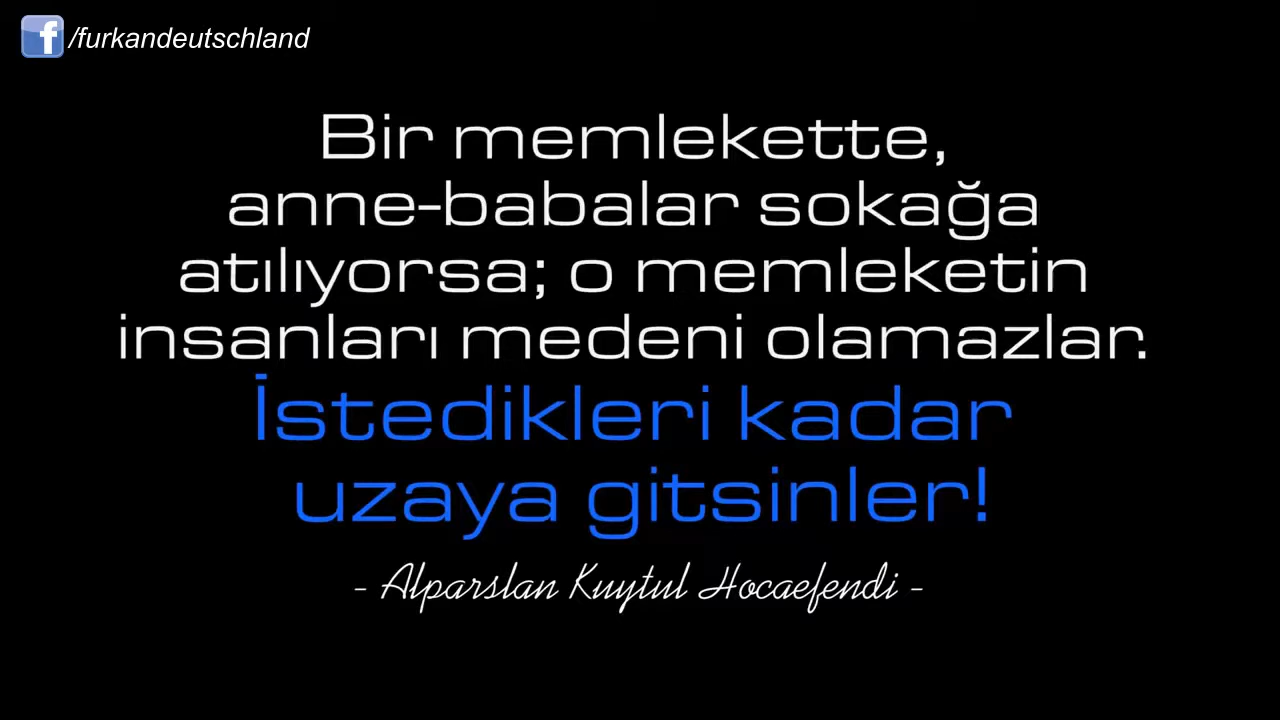 /furkandeutschland
Bir memlekette,
anne-babalar sokağa
atılıyorsa; o memleketin
insanları medeni olamazlar.
İstedikleri kadar
uzaya gitsinler!
- Alparslan Kuytul Hocaefendi -